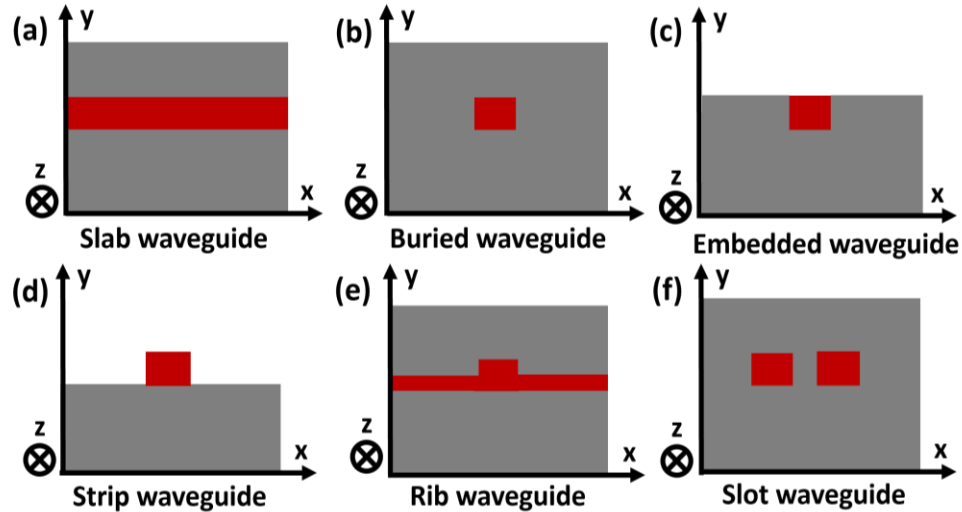 (a) y
z x
Slab waveguide
(b) y
z x
Buried waveguide
(c) y
z x
Embedded waveguide
(d) y
z x
Strip waveguide
(e) y
z x
Rib waveguide
(f) y
z x
Slot waveguide